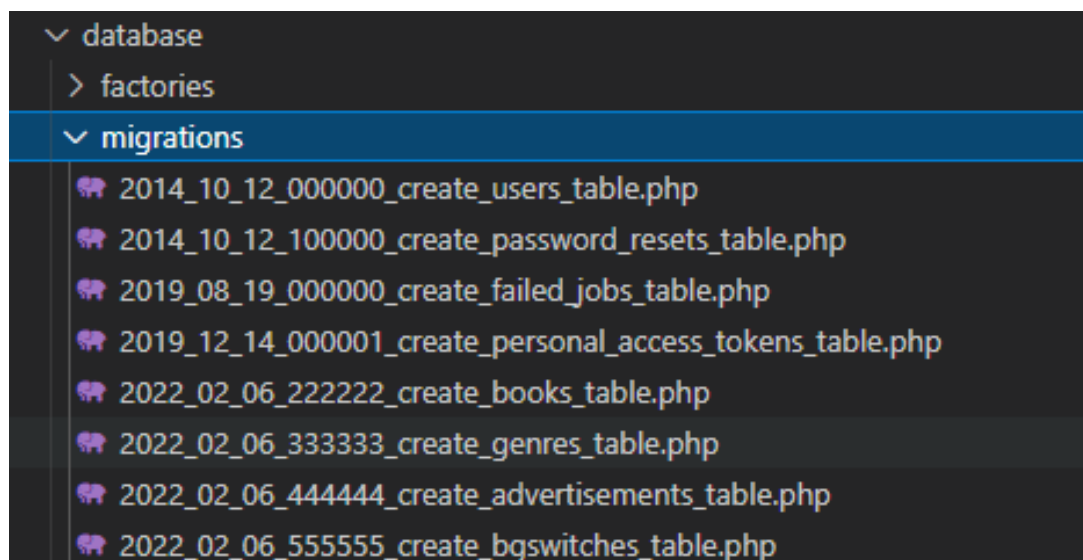 database
factories
migrations
2014_10_12_000000_create_users_table.php
2014_10_12_100000_create_password_resets_table.php
2019_08_19_000000_create_failed_jobs_table.php
2019_12_14_000001_create_personal_access_tokens_table.php
2022_02_06_222222_create_books_table.php
2022_02_06_333333_create_genres_table.php
2022_02_06_444444_create_advertisements_table.php
2022_02_06_555555_create_bgswitches_table.php